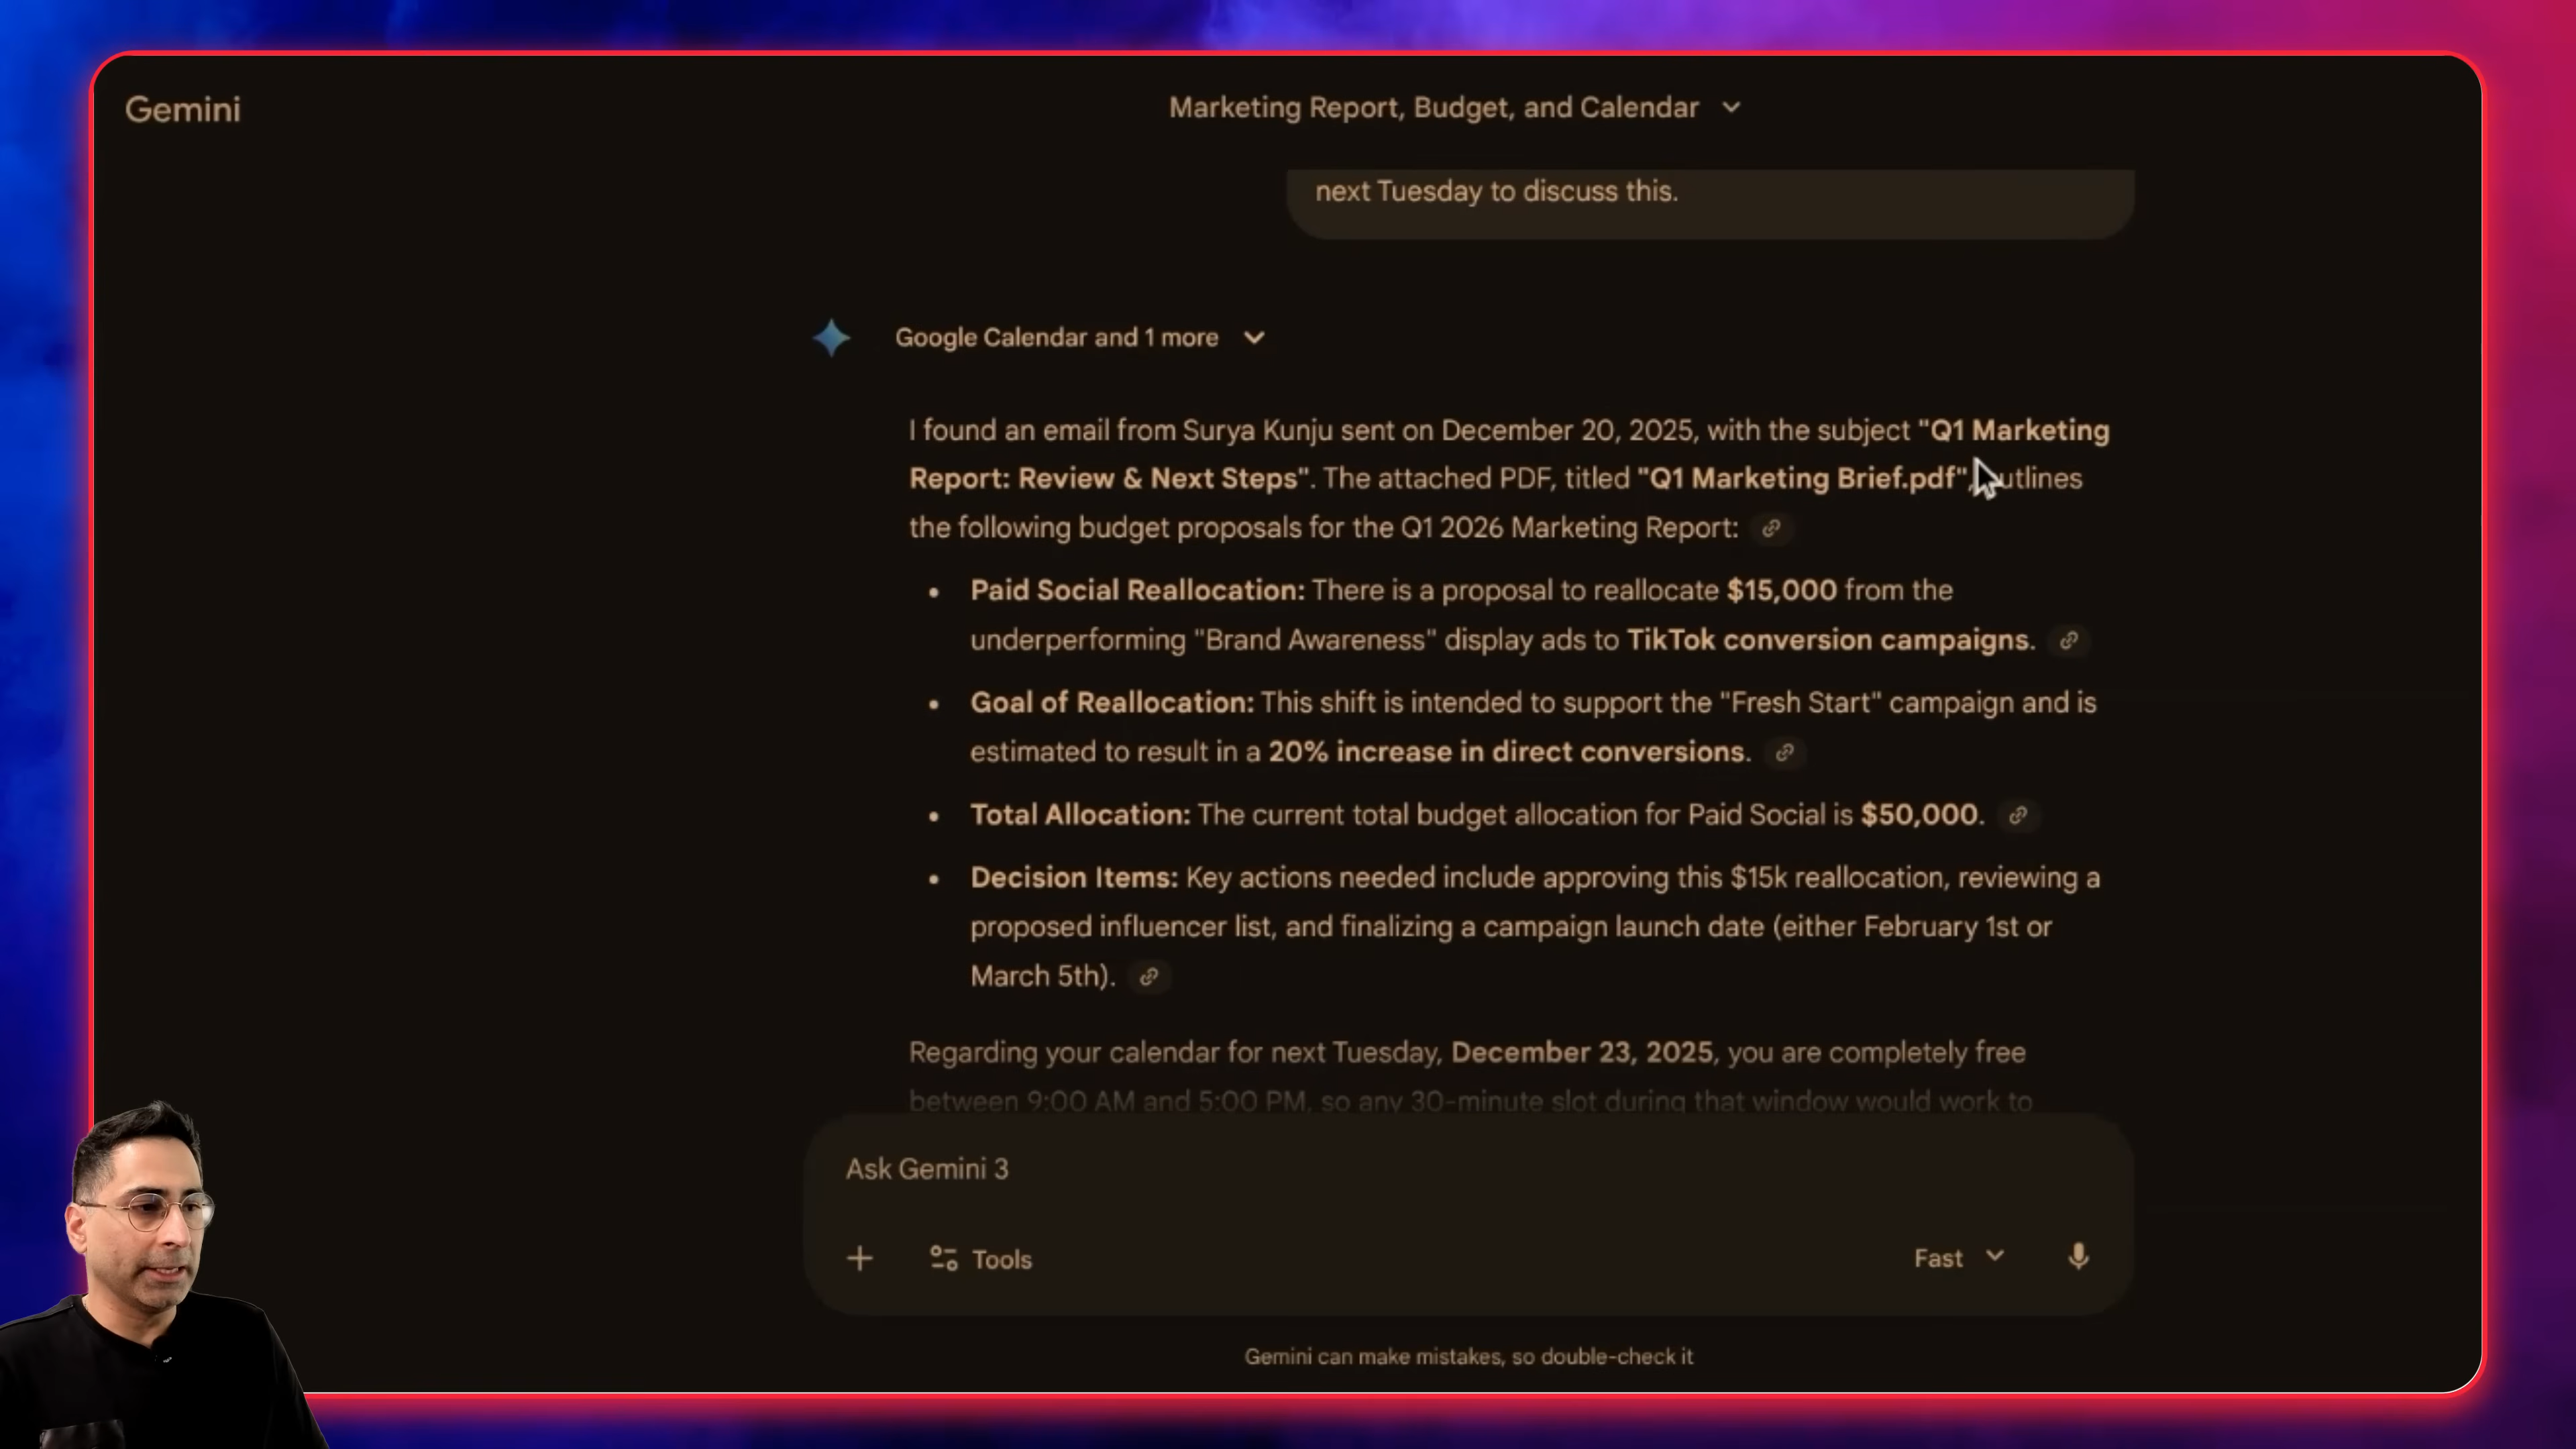 Gemini
Marketing Report, Budget, and Calendar
next Tuesday to discuss this.
Google Calendar and 1 more
I found an email from Surya Kunju sent on December 20, 2025, with the subject "Q1 Marketing
Report: Review & Next Steps". The attached PDF, titled "Q1 Marketing Brief.pdf", utlines
the following budget proposals for the Q1 2026 Marketing Report:
• Paid Social Reallocation: There is a proposal to reallocate $15,000 from the
underperforming "Brand Awareness" display ads to TikTok conversion campaigns.
• Goal of Reallocation: This shift is intended to support the "Fresh Start" campaign and is
estimated to result in a 20% increase in direct conversions.
• Total Allocation: The current total budget allocation for Paid Social is $50,000.
• Decision Items: Key actions needed include approving this $15k reallocation, reviewing a
proposed influencer list, and finalizing a campaign launch date (either February 1st or
March 5th).
Regarding your calendar for next Tuesday, December 23, 2025, you are completely free
between 9:00 AM and 5:00 PM, so any 30-minute slot during that window would work to
Ask Gemini 3
Tools
Fast
Gemini can make mistakes, so double-check it